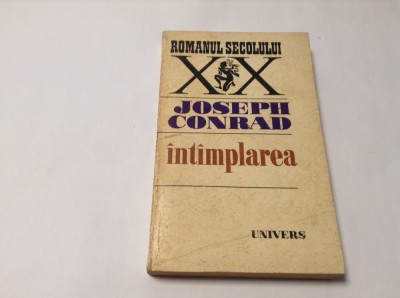 ROMANUL SECOLULUI
XX
JOSEPH
CONRAD
întîmplarea
UNIVERS